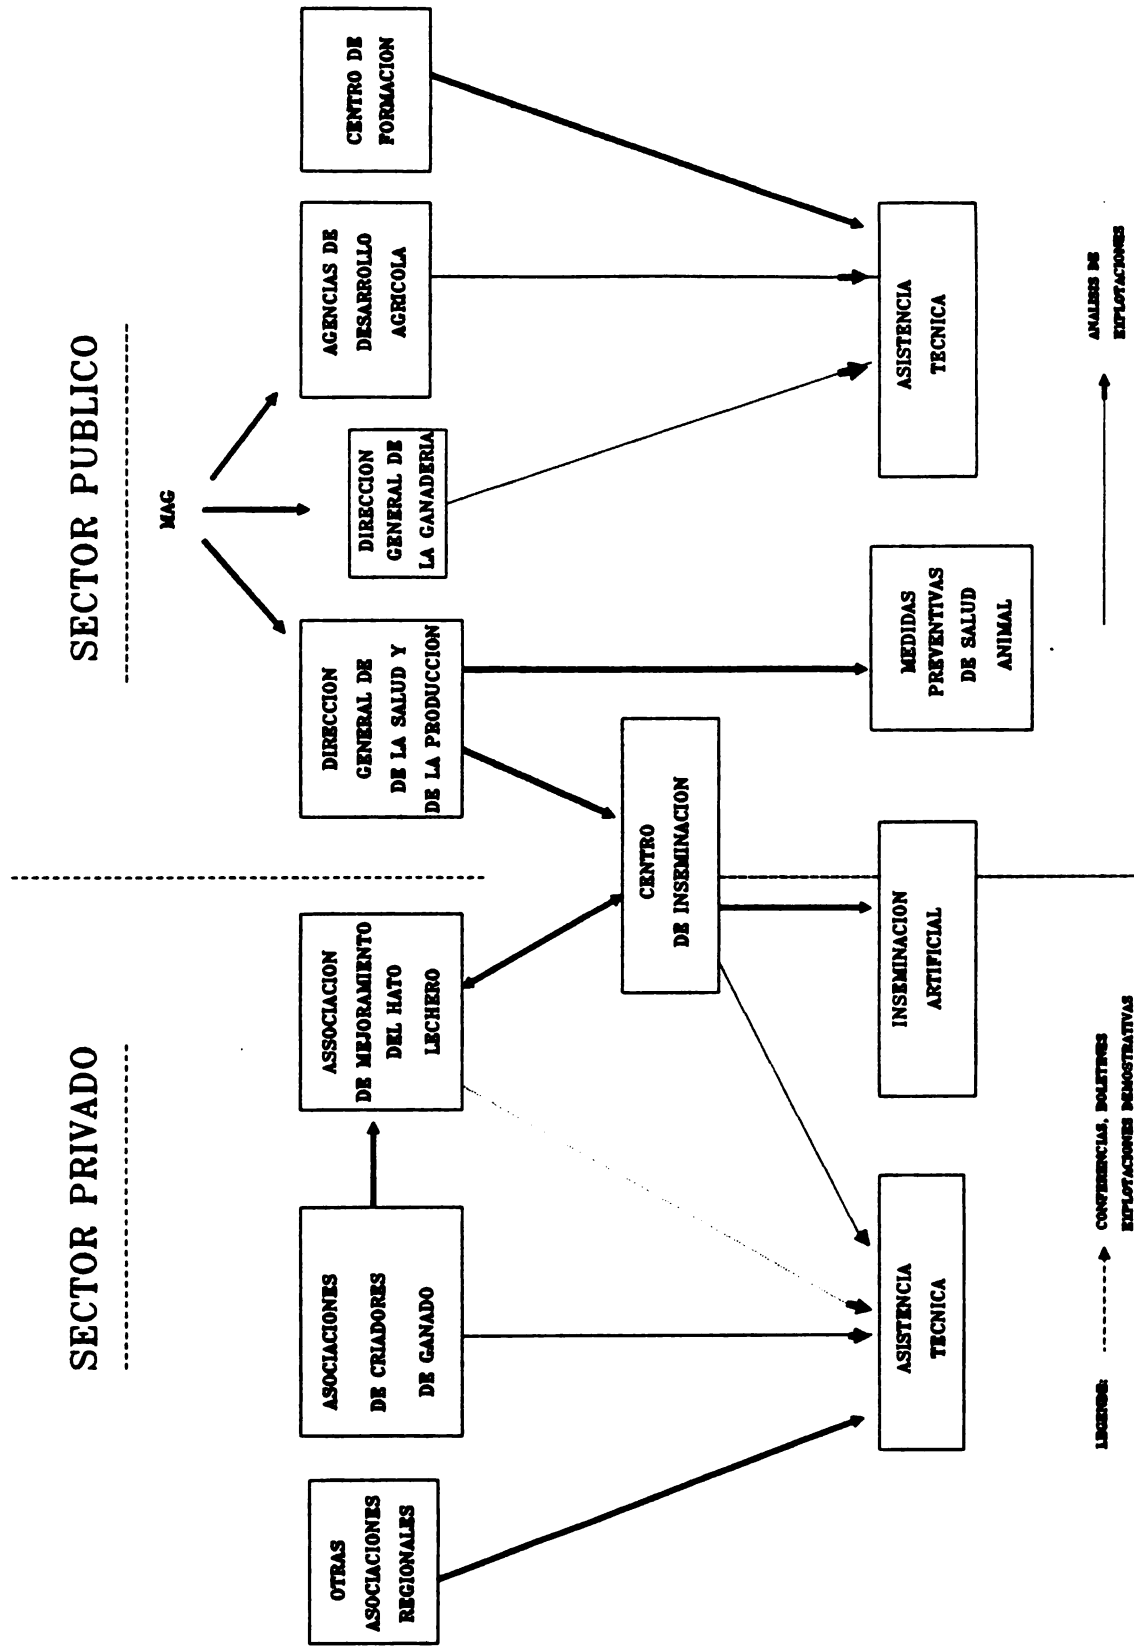 SECTOR PRIVADO
SECTOR PUBLICO
MAG
OTRAS
ASOCIACIONES
REGIONALES
ASOCIACIONES
DE CRIADORES
DE GANADO
ASSOCIACION
DE MEJORAMIENTO
DEL HATO
LECHERO
DIRECCION
GENERAL DE
DE LA SALUD Y
DE LA PRODUCCION
DIRECCION
GENERAL DE
LA GANADERIA
AGENCIAS DE
DESARROLLO
AGRICOLA
CENTRO DE
FORMACION
CENTRO
DE INSEMINACION
ASISTENCIA
TECNICA
INSEMINACION
ARTIFICIAL
MEDIDAS
PREVENTIVAS
DE SALUD
ANIMAL
ASISTENCIA
TECNICA
LEGENDE:
CONFERENCIAS, BOLETINES
EXPLOTACIONES DEMOSTRATIVAS
ANALISIS DE
EXPLOTACIONES